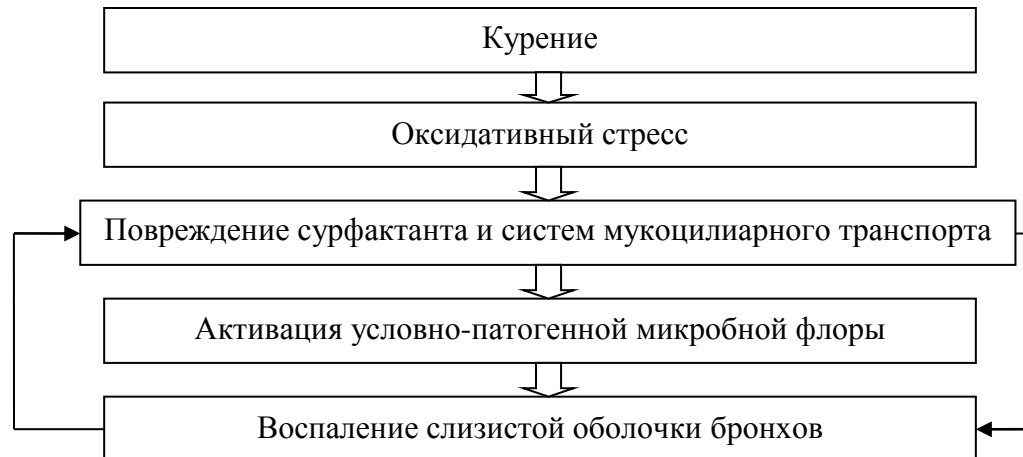 Курение
Оксидативный стресс
Повреждение сурфактанта и систем мукоцилиарного транспорта
Активация условно-патогенной микробной флоры
Воспаление слизистой оболочки бронхов